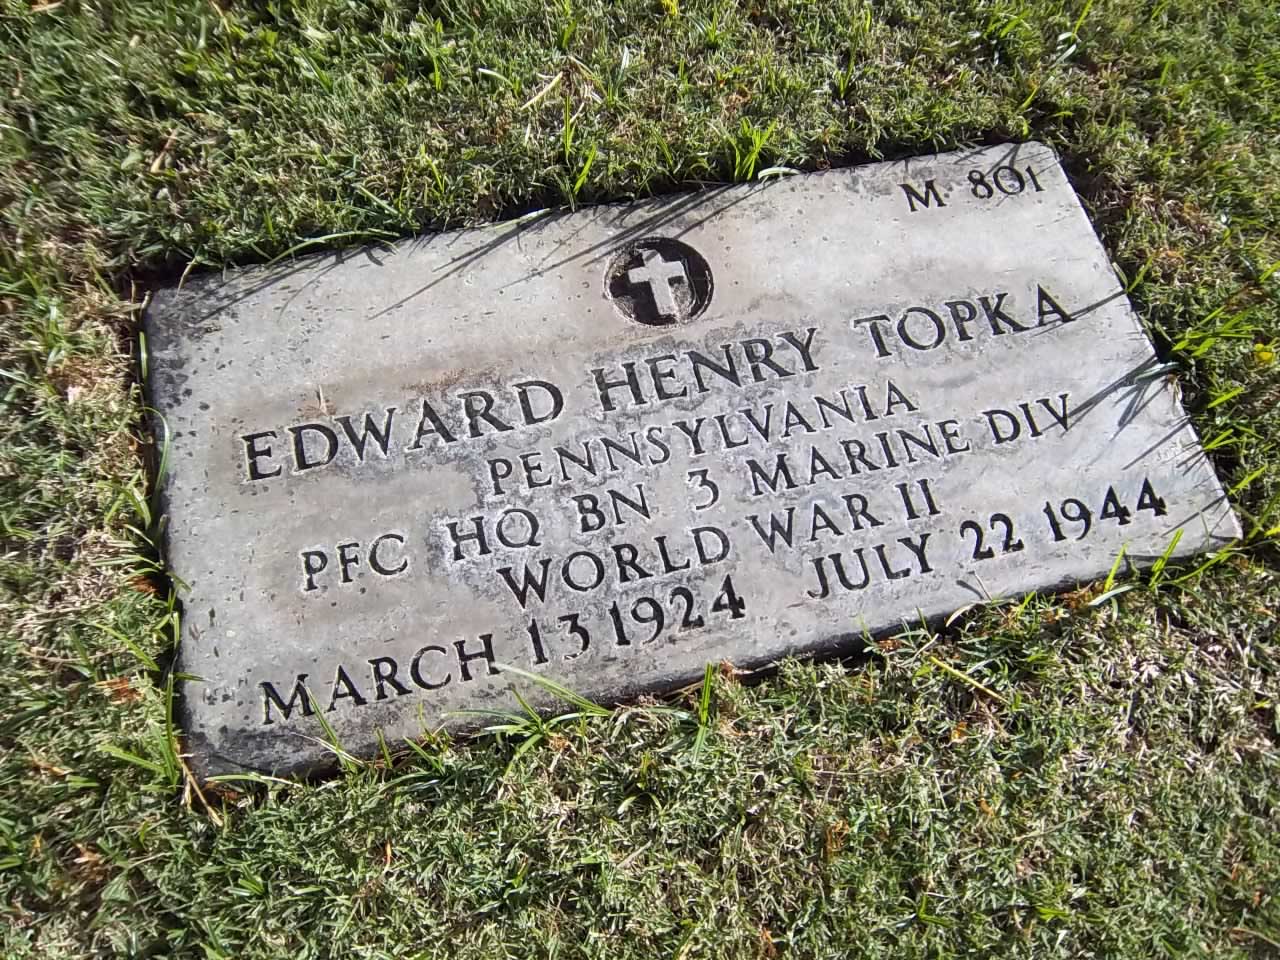 M 801
EDWARD HENRY TOPKA
PENNSYLVANIA
PFC HQ BN 3 MARINE DIV
WORLD WAR II
MARCH 13 1924 JULY 22 1944